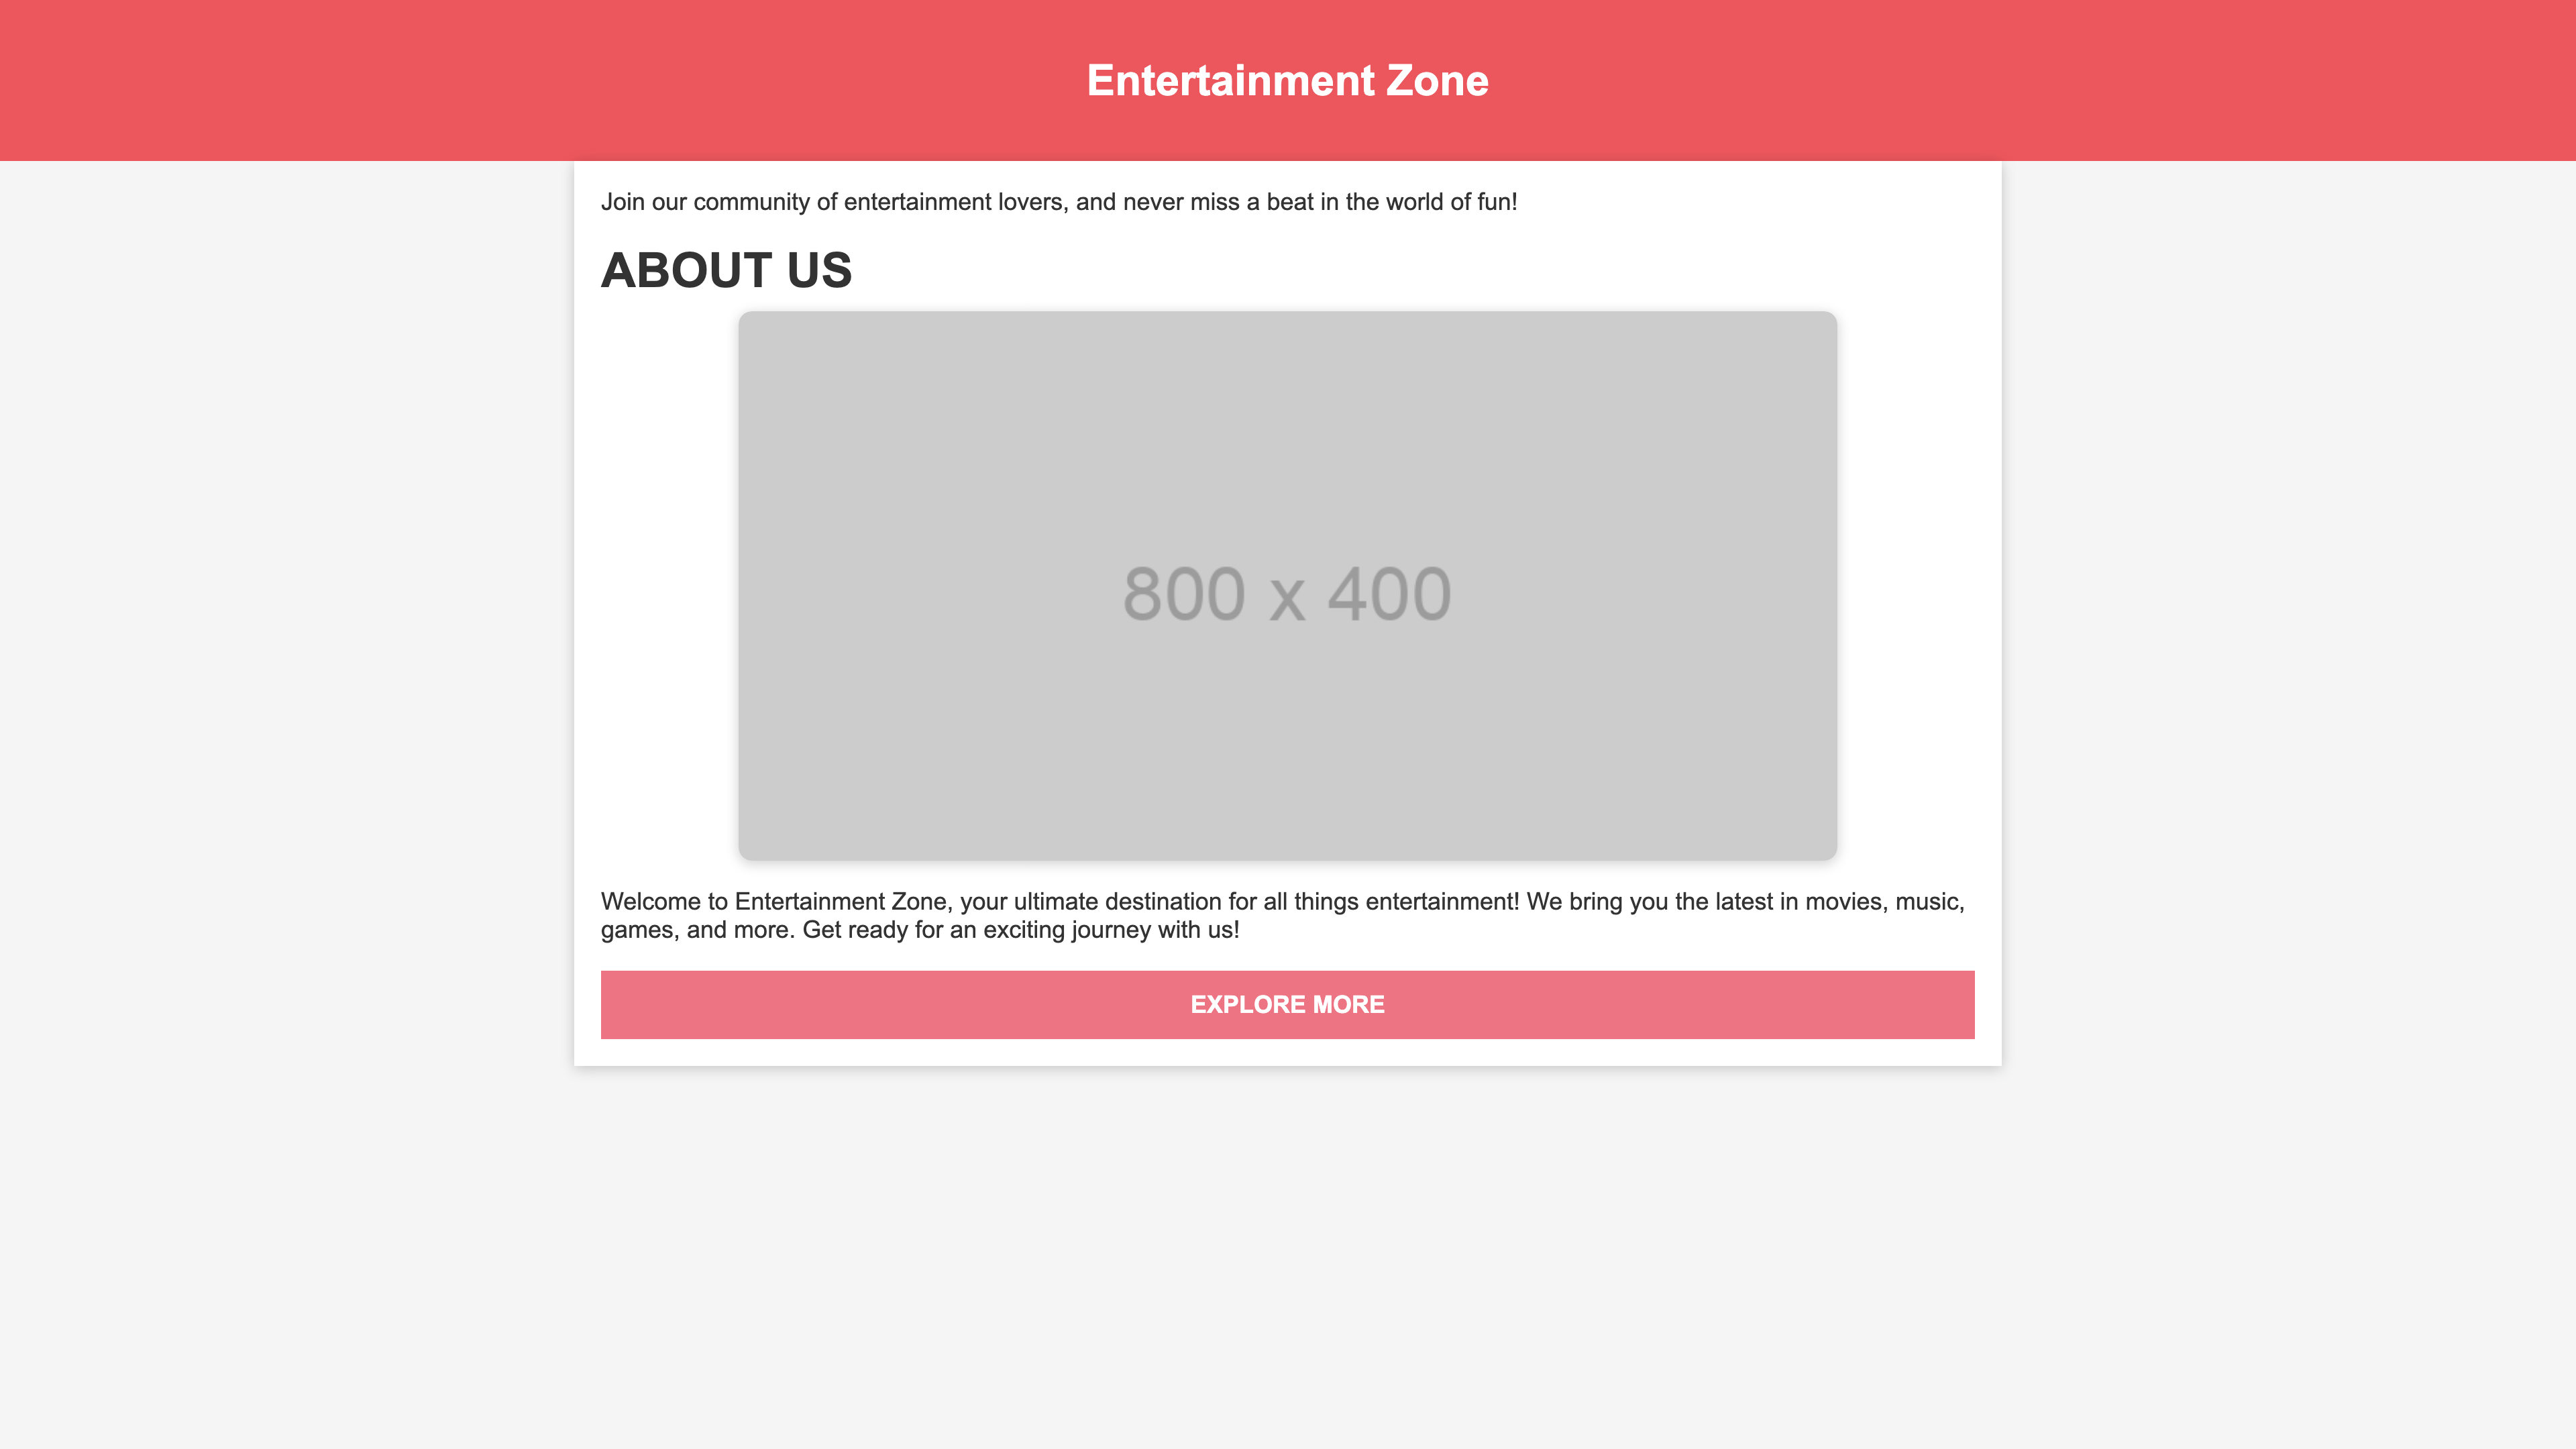 Entertainment Zone
Join our community of entertainment lovers, and never miss a beat in the world of fun!
ABOUT US
800 x 400
Welcome to Entertainment Zone, your ultimate destination for all things entertainment! We bring you the latest in movies, music,
games, and more. Get ready for an exciting journey with us!
EXPLORE MORE